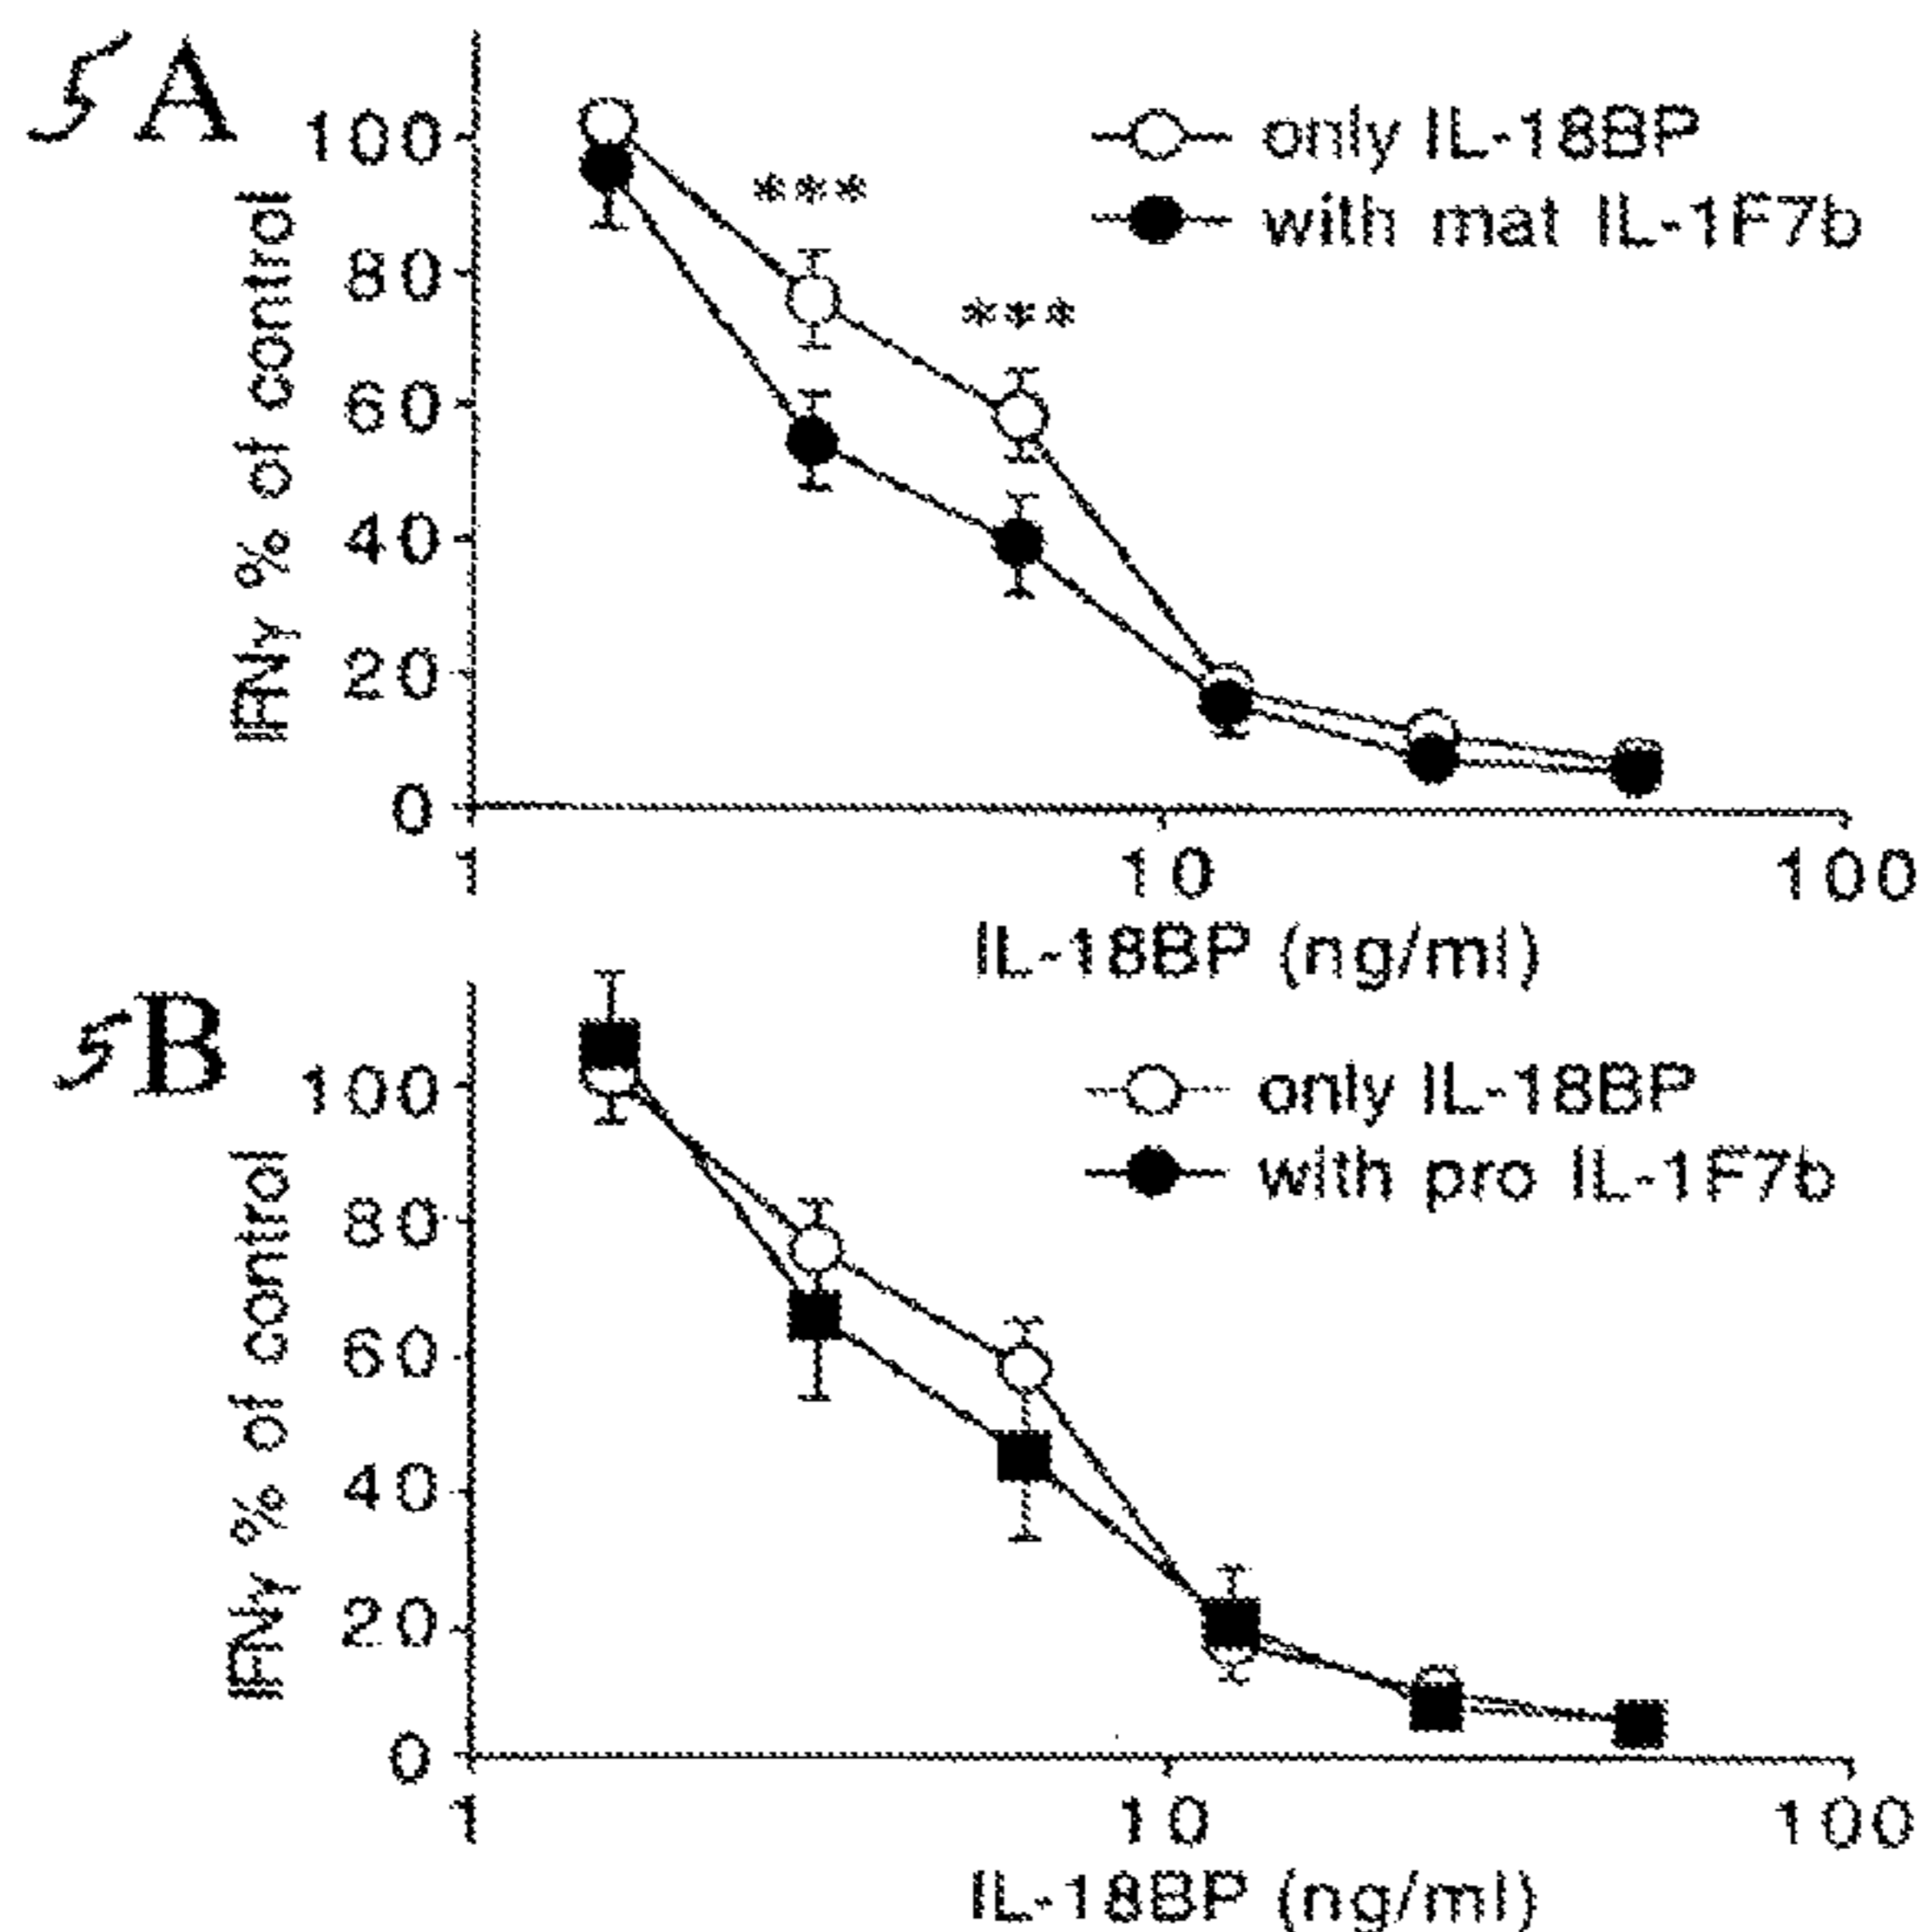 5A
only IL-18BP
with mat IL-1F7b
***
***
IFNγ % of control
100
80
60
40
20
0
1
10
100
IL-18BP (ng/ml)
5B
only IL-18BP
with pro IL-1F7b
IFNγ % of control
100
80
60
40
20
0
1
10
100
IL-18BP (ng/ml)